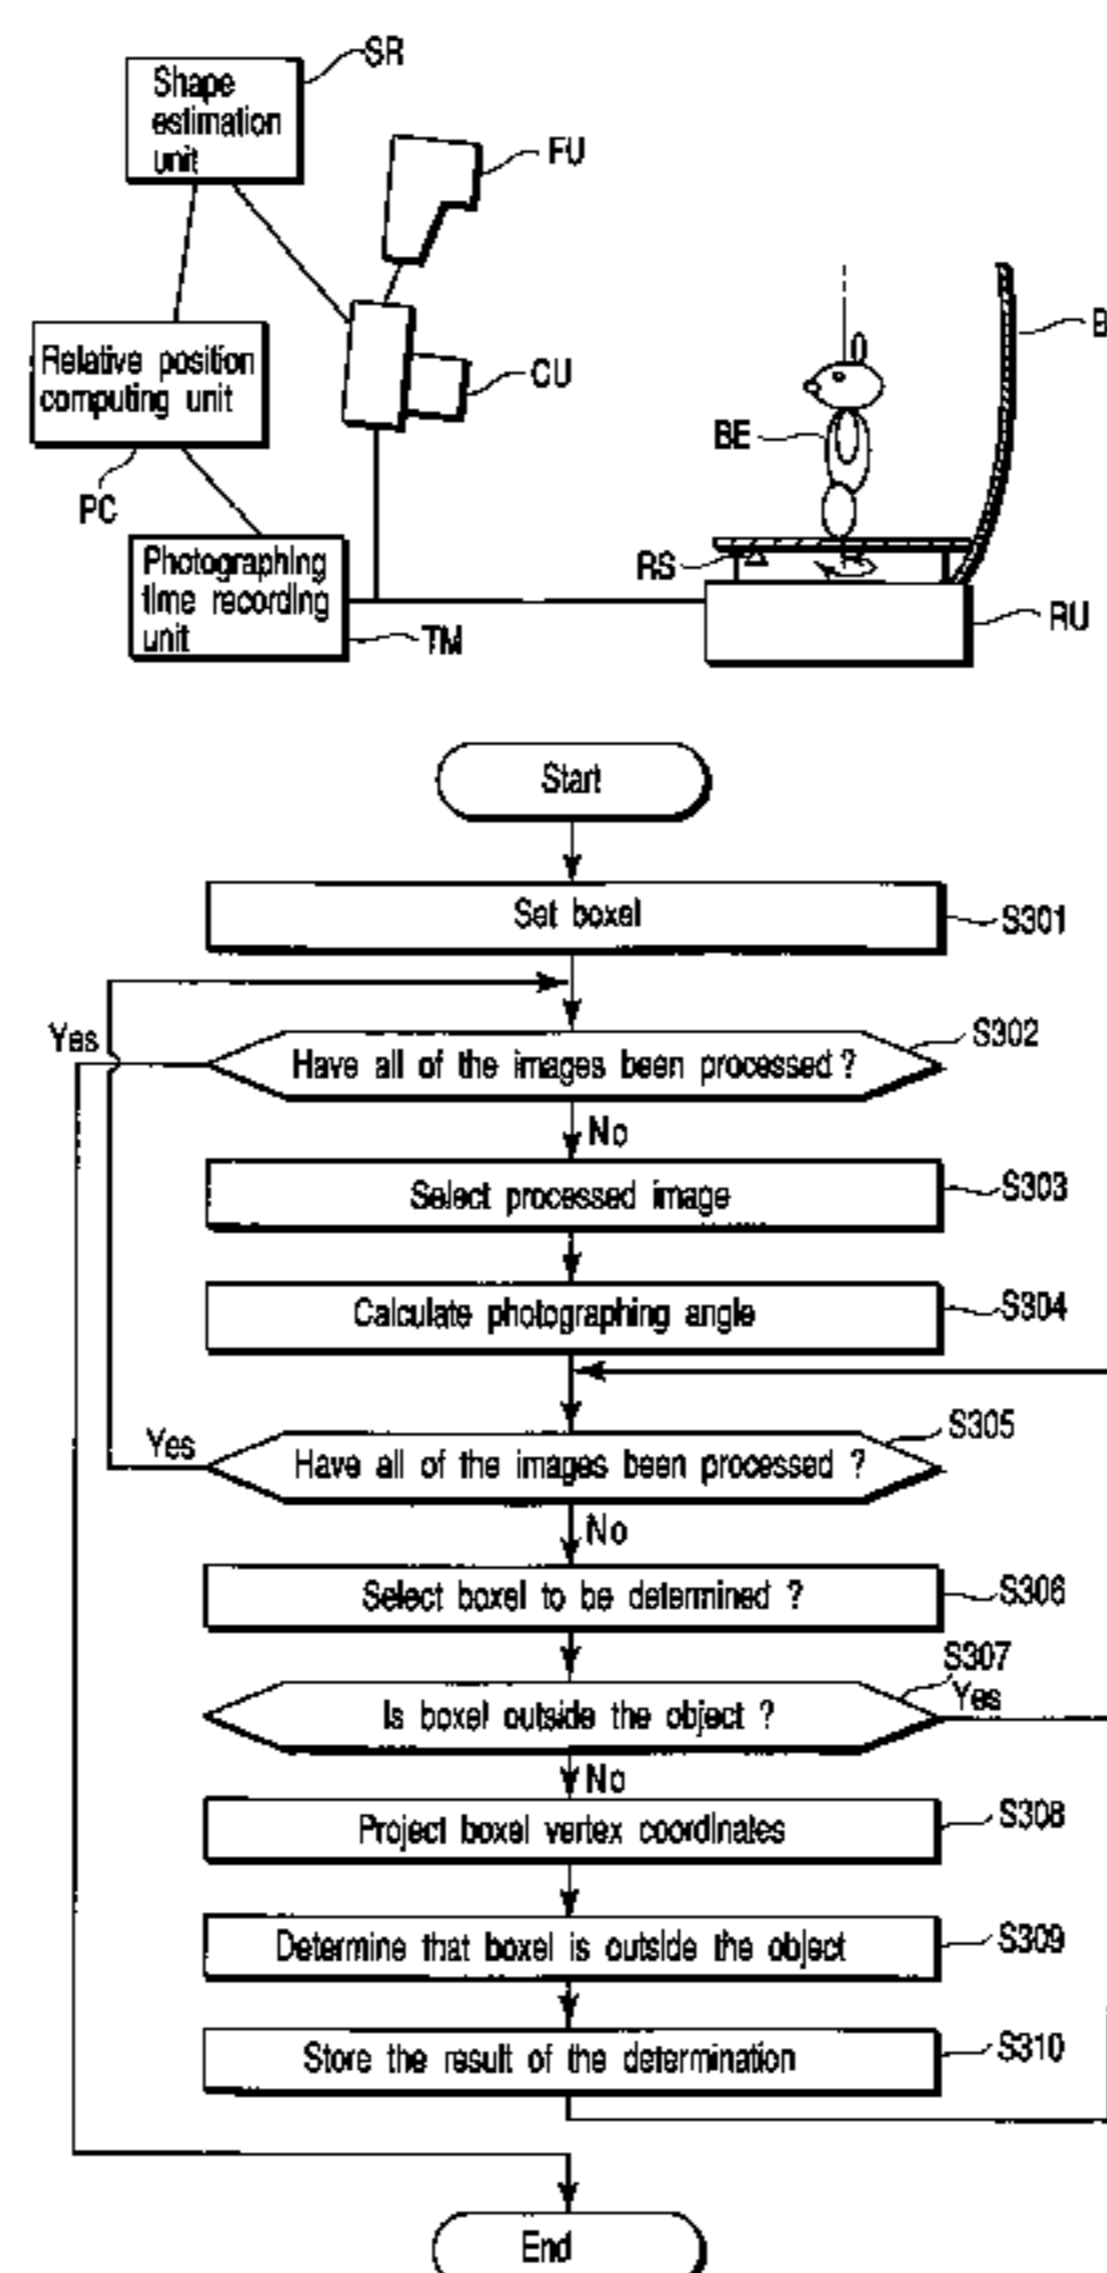 SR
Shape
estimation
unit
FU
B
Relative position
computing unit
CU
BE
PC
Photographing
time recording
unit
RS
TM
RU
Start
Set boxel
S301
Yes
S302
Have all of the images been processed ?
No
Select processed image
S303
Calculate photographing angle
S304
S305
Yes
Have all of the images been processed ?
No
Select boxel to be determined ?
S306
S307
Yes
Is boxel outside the object ?
No
Project boxel vertex coordinates
S308
Determine that boxel is outside the object
S309
Store the result of the determination
S310
End